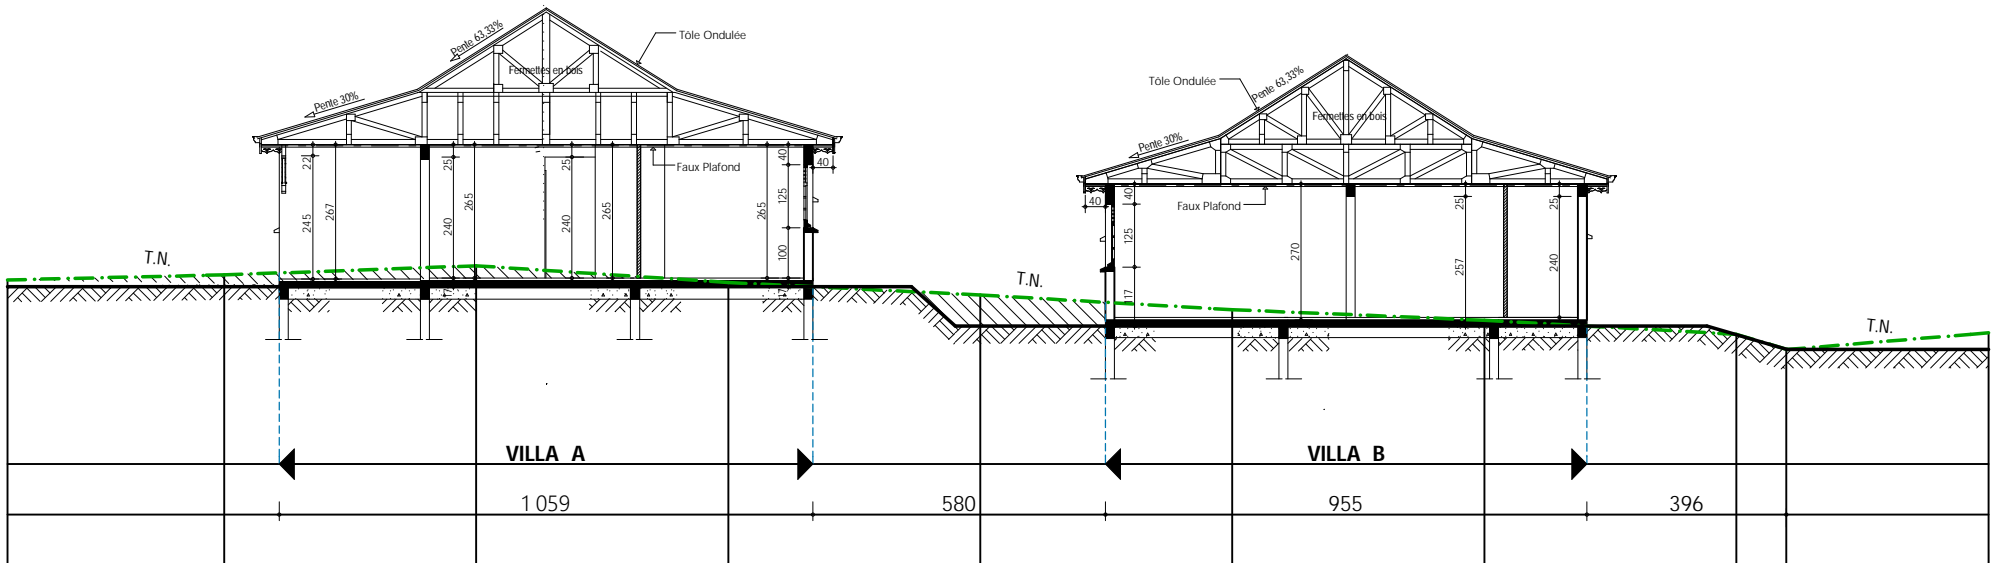 Pente 63,33%
Tôle Ondulée
Fermettes en bois
Pente 30%
Faux Plafond
22
245
267
25
240
265
25
240
265
265
40
125
100
40
17
17
T.N.
Tôle Ondulée
Pente 63,33%
Fermettes en bois
Pente 30%
Faux Plafond
40
40
125
117
270
25
257
25
240
T.N.
T.N.
VILLA A
VILLA B
1 059
580
955
396